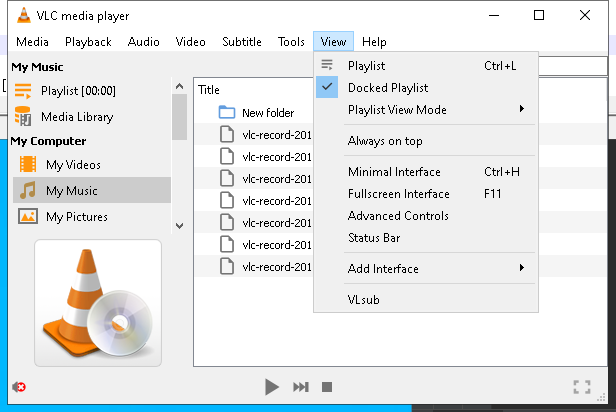 VLC media player
Media Playback Audio Video Subtitle Tools View Help
My Music
Playlist [00:00]
Media Library
My Computer
My Videos
My Music
My Pictures
Title
New folder
vlc-record-201
vlc-record-201
vlc-record-201
vlc-record-201
vlc-record-201
vlc-record-201
vlc-record-201
Playlist Ctrl+L
Docked Playlist
Playlist View Mode
Always on top
Minimal Interface Ctrl+H
Fullscreen Interface F11
Advanced Controls
Status Bar
Add Interface
VLsub